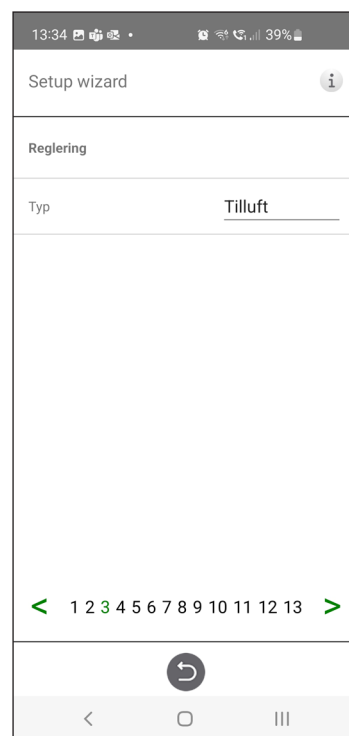 13:34 39%
Setup wizard i
Reglering
Typ Tilluft
< 1 2 3 4 5 6 7 8 9 10 11 12 13 >